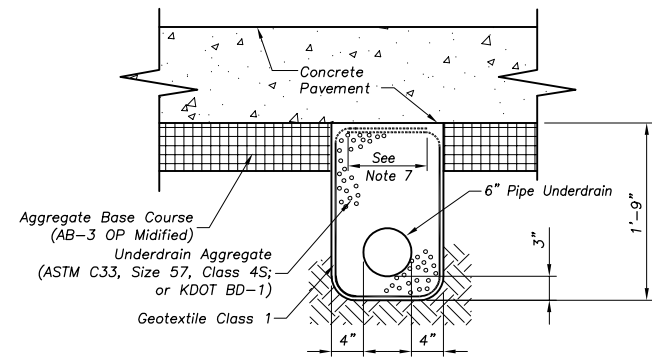 Concrete
Pavement
See
Note 7
6" Pipe Underdrain
1'-9"
3"
Aggregate Base Course
(AB-3 OP Midified)
Underdrain Aggregate
(ASTM C33, Size 57, Class 4S;
or KDOT BD-1)
Geotextile Class 1
4" 4"